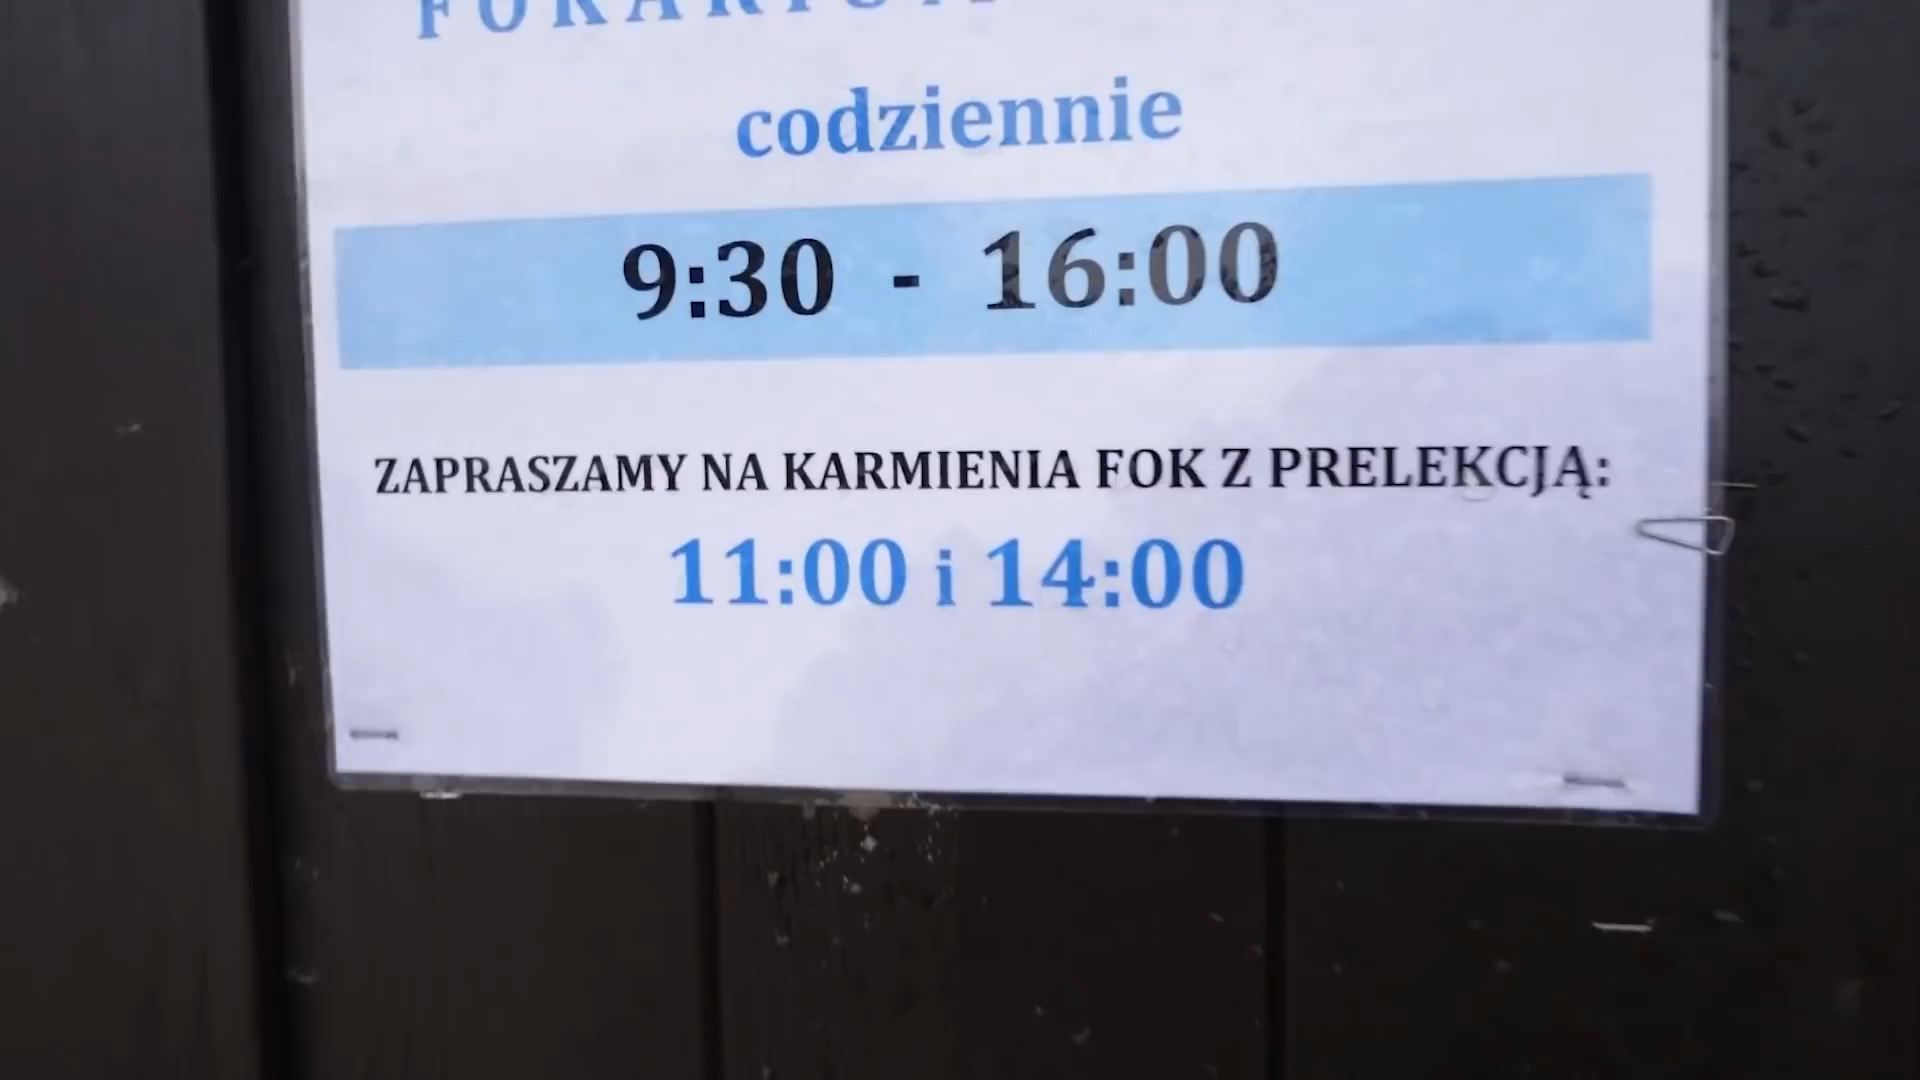 codziennie
9:30 - 16:00
ZAPRASZAMY NA KARMIENIA FOK Z PRELEKCJĄ:
11:00 i 14:00